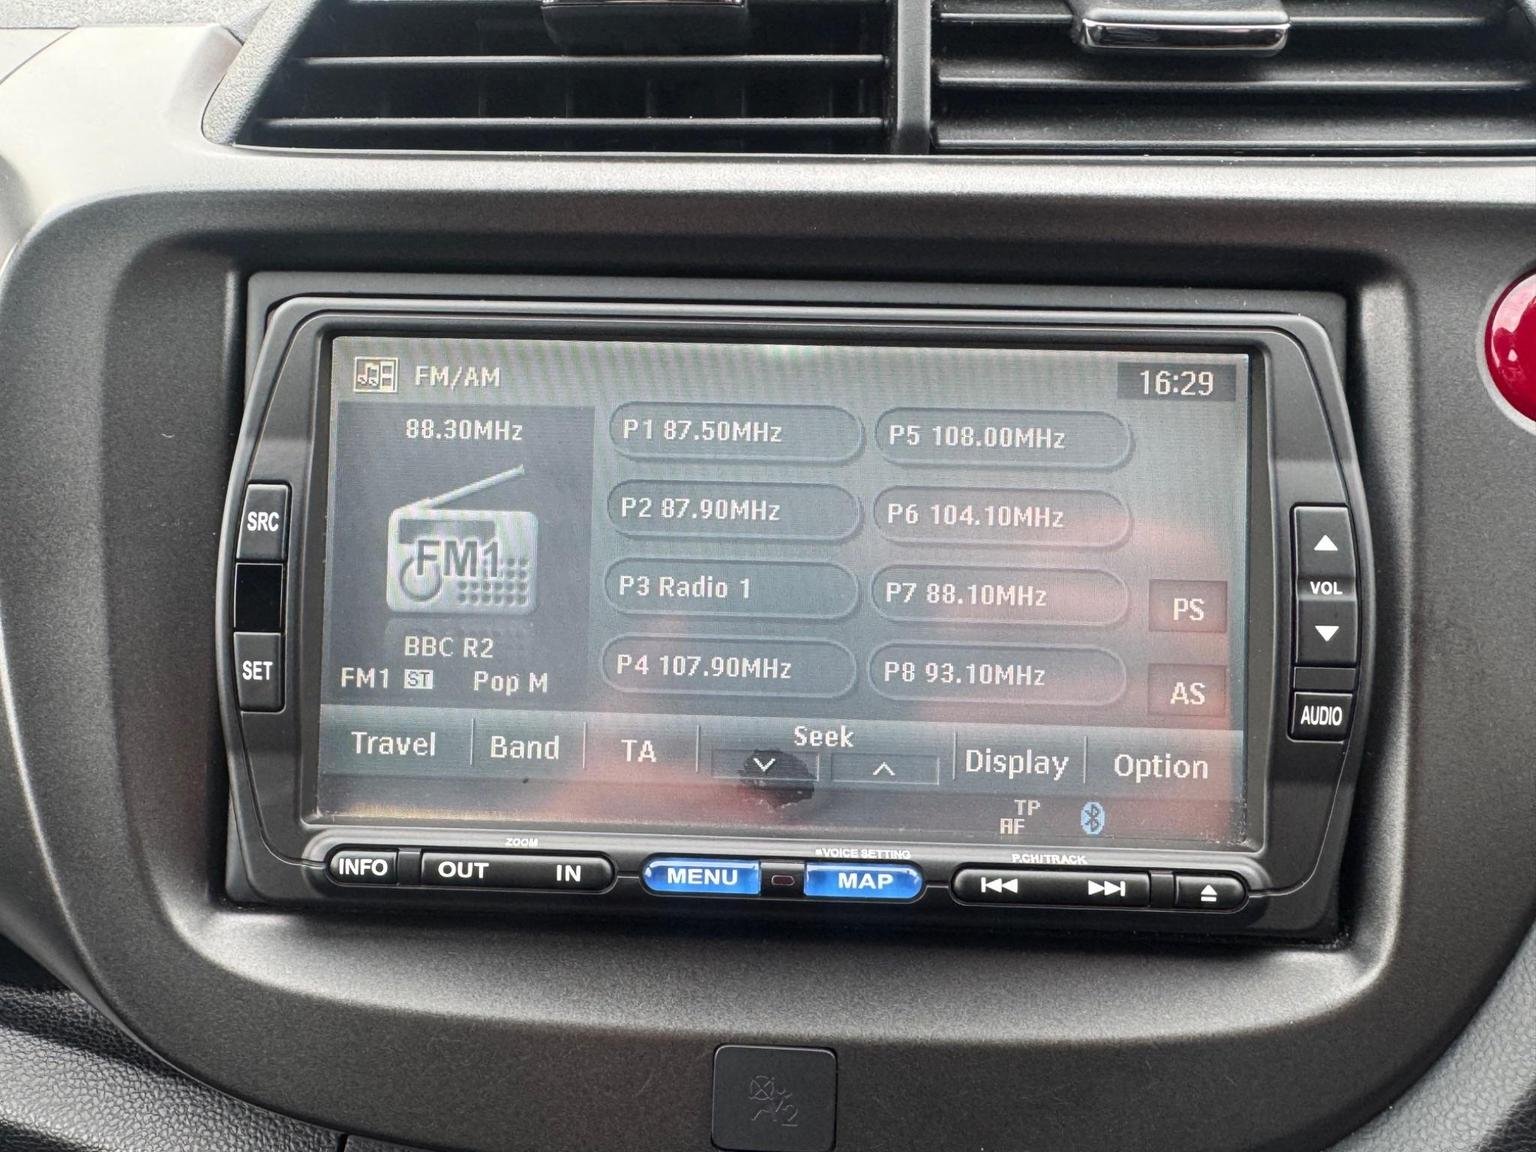 FM/AM
16:29
88.30MHz
FM1
BBC R2
FM1 ST Pop M
P1 87.50MHz
P5 108.00MHz
P2 87.90MHz
P6 104.10MHz
P3 Radio 1
P7 88.10MHz
P4 107.90MHz
P8 93.10MHz
PS
AS
Travel
Band
TA
Seek
Display
Option
TP
AF
SRC
SET
VOL
AUDIO
ZOOM
VOICE SETTING
P.CH/TRACK
INFO
OUT
IN
MENU
MAP